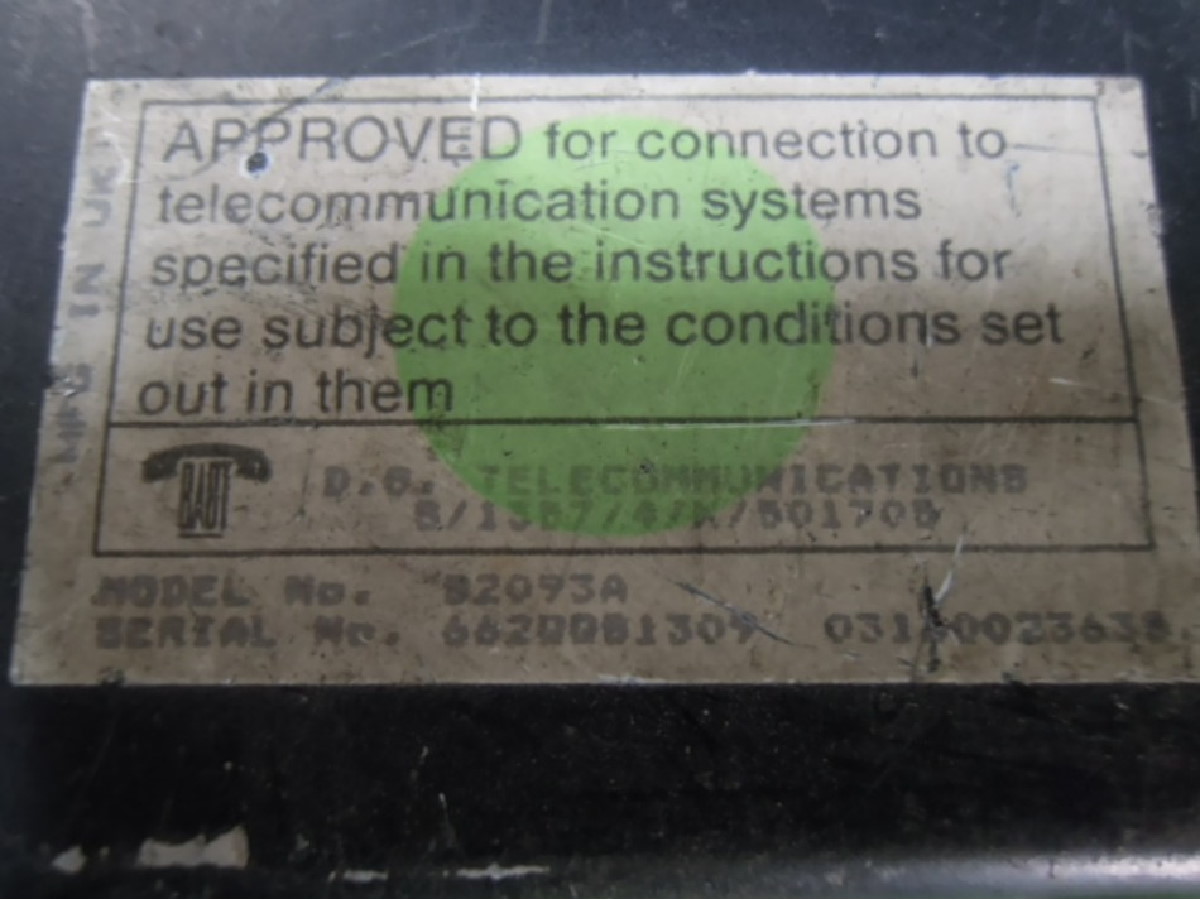 APPROVED for connection to
telecommunication systems
specified in the instructions for
use subject to the conditions set
out in them
BABT
TELECOMMUNICATIONS
MODEL No. 92093A
SERIAL No.
MFG IN UK